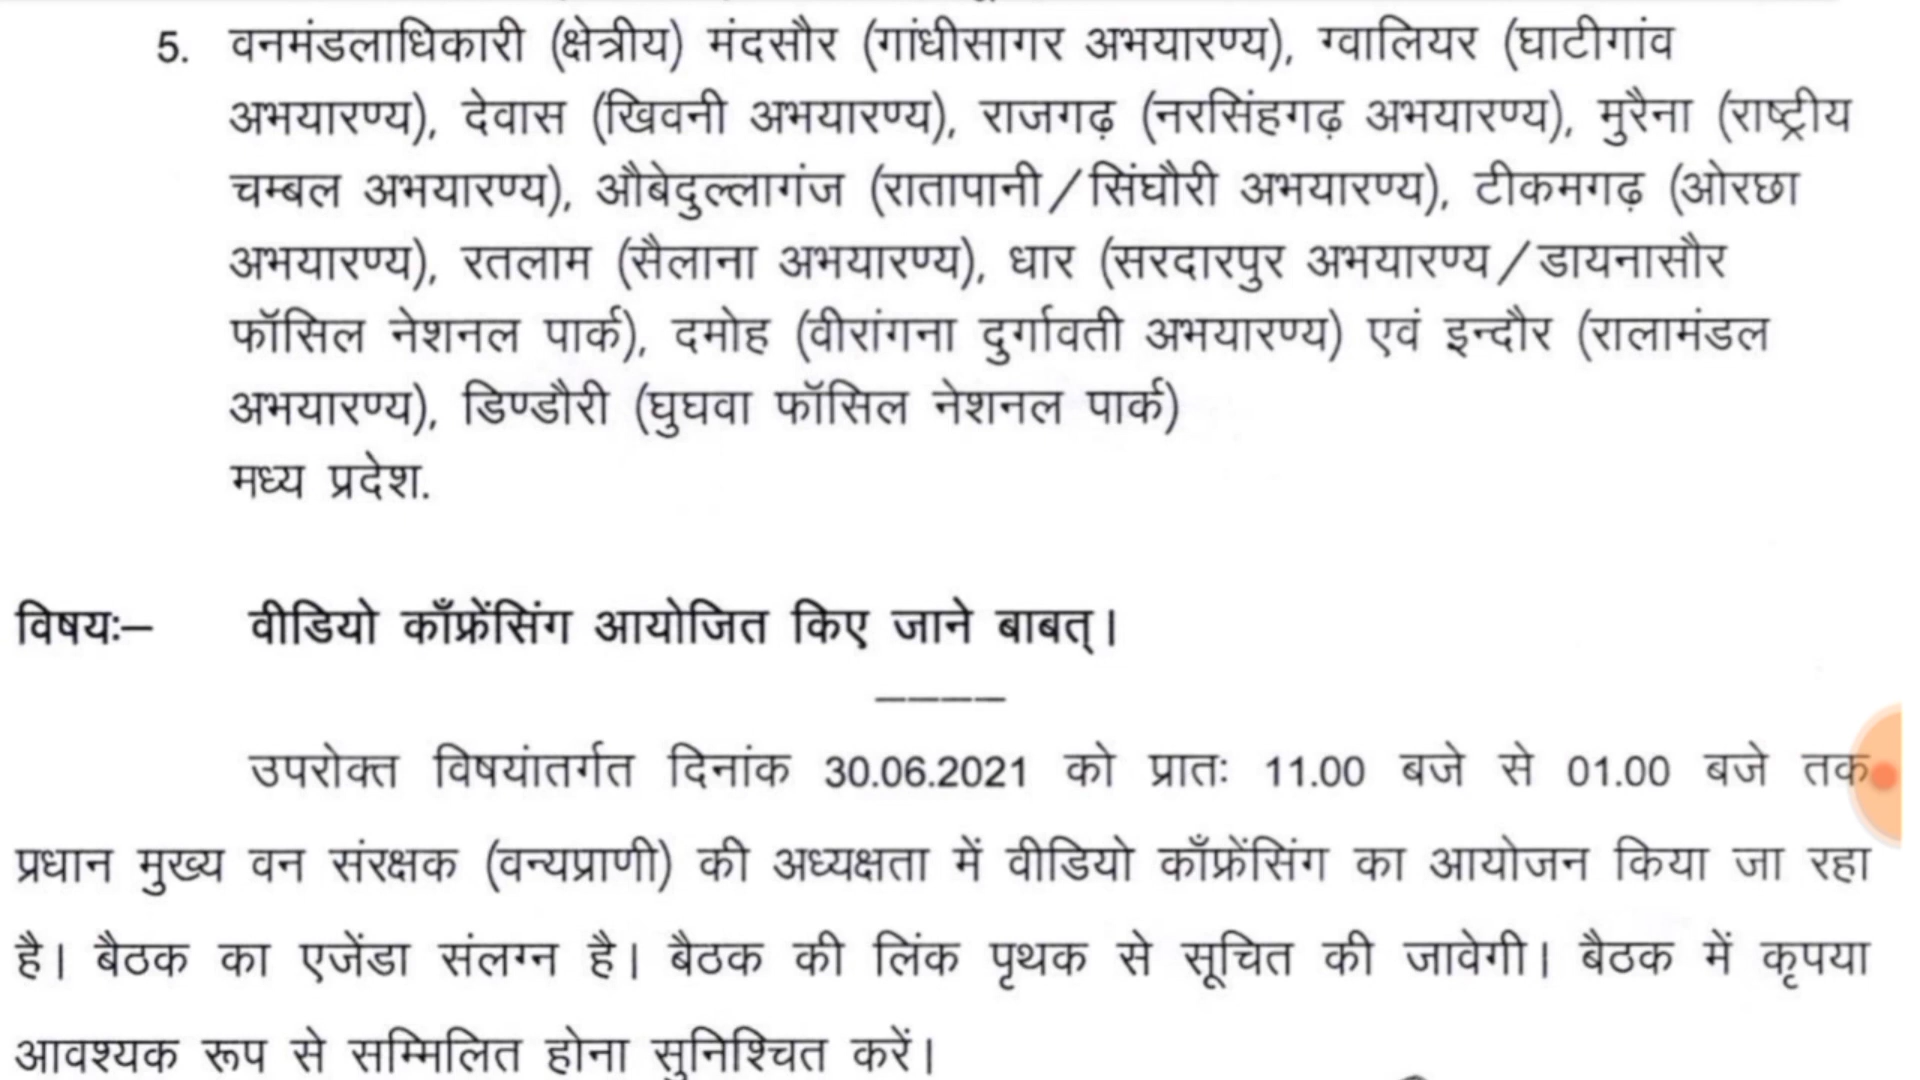 5. वनमंडलाधिकारी (क्षेत्रीय) मंदसौर (गांधीसागर अभयारण्य), ग्वालियर (घाटीगांव
अभयारण्य), देवास (खिवनी अभयारण्य), राजगढ़ (नरसिंहगढ़ अभयारण्य), मुरैना (राष्ट्रीय
चम्बल अभयारण्य), औबेदुल्लागंज (रातापानी/सिंघौरी अभयारण्य), टीकमगढ़ (ओरछा
अभयारण्य), रतलाम (सैलाना अभयारण्य), धार (सरदारपुर अभयारण्य/डायनासौर
फॉसिल नेशनल पार्क), दमोह (वीरांगना दुर्गावती अभयारण्य) एवं इन्दौर (रालामंडल
अभयारण्य), डिण्डौरी (घुघवा फॉसिल नेशनल पार्क)
मध्य प्रदेश.
विषयः– वीडियो कॉंफ्रेंसिंग आयोजित किए जाने बाबत्।
————
उपरोक्त विषयांतर्गत दिनांक 30.06.2021 को प्रातः 11.00 बजे से 01.00 बजे तक
प्रधान मुख्य वन संरक्षक (वन्यप्राणी) की अध्यक्षता में वीडियो कॉंफ्रेंसिंग का आयोजन किया जा रहा
है। बैठक का एजेंडा संलग्न है। बैठक की लिंक पृथक से सूचित की जावेगी। बैठक में कृपया
आवश्यक रूप से सम्मिलित होना सुनिश्चित करें।